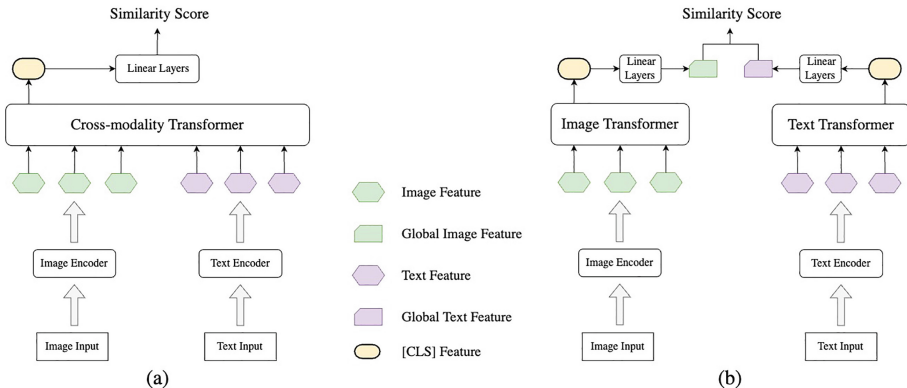 Similarity Score
Linear Layers
Cross-modality Transformer
Image Encoder
Text Encoder
Image Input
Text Input
(a)
Image Feature
Global Image Feature
Text Feature
Global Text Feature
[CLS] Feature
Similarity Score
Linear
Layers
Linear
Layers
Image Transformer
Text Transformer
Image Encoder
Text Encoder
Image Input
Text Input
(b)